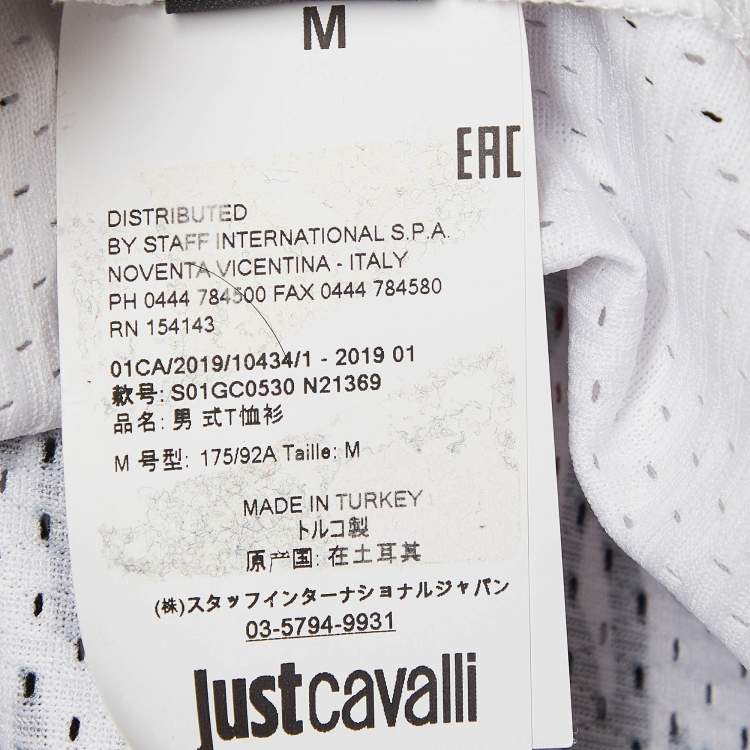 M
EAC
DISTRIBUTED
BY STAFF INTERNATIONAL S.P.A.
NOVENTA VICENTINA - ITALY
PH 0444 784500 FAX 0444 784580
RN 154143
01CA/2019/10434/1 - 2019 01
款号: S01GC0530 N21369
品名: 男 式T恤衫
M 号型: 175/92A Taille: M
MADE IN TURKEY
トルコ製
原产国: 在土耳其
(株)スタッフインターナショナルジャパン
03-5794-9931
justcavalli